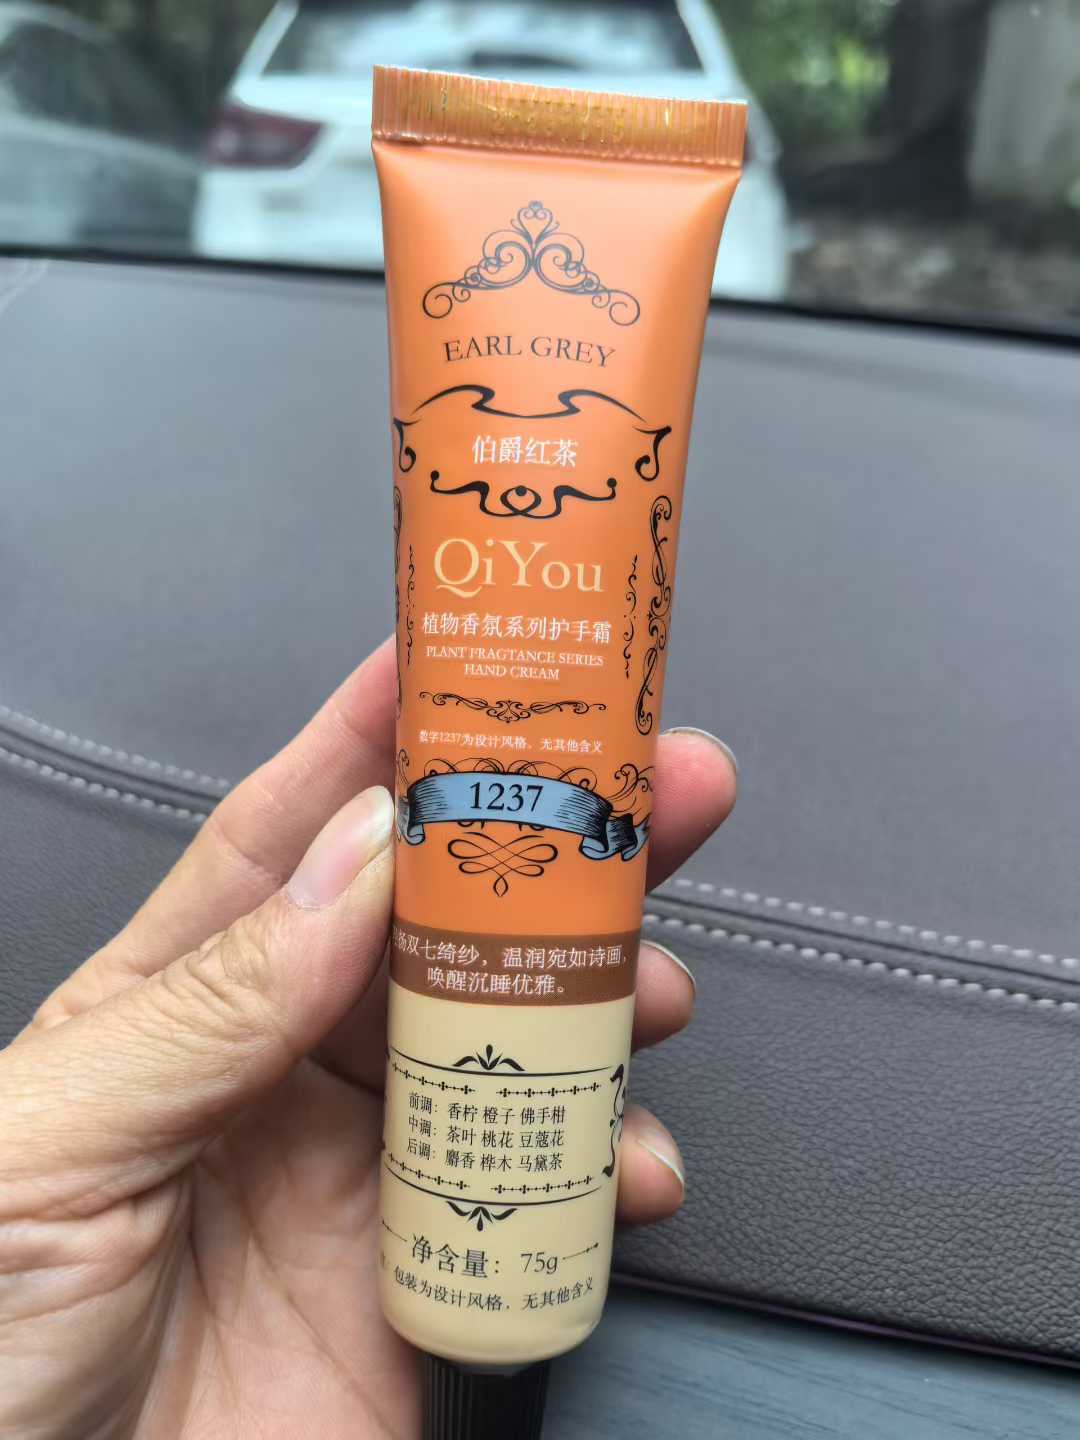 EARL GREY
伯爵红茶
QiYou
植物香氛系列护手霜
PLANT FRAGTANCE SERIES
HAND CREAM
数字1237为设计风格，无其他含义
1237
杨双七绮纱，温润宛如诗画，
唤醒沉睡优雅。
前调：香柠 橙子 佛手柑
中调：茶叶 桃花 豆蔻花
后调：麝香 桦木 马黛茶
净含量：75g
包装为设计风格，无其他含义